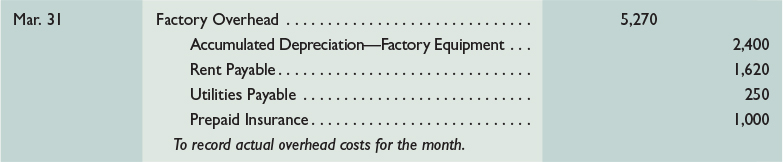 Mar. 31 Factory Overhead . . . . . . . . . . . . . . . . . . . . . . . . . . . . . 5,270
Accumulated Depreciation—Factory Equipment . . . 2,400
Rent Payable . . . . . . . . . . . . . . . . . . . . . . . . . . . . . . 1,620
Utilities Payable . . . . . . . . . . . . . . . . . . . . . . . . . . . 250
Prepaid Insurance . . . . . . . . . . . . . . . . . . . . . . . . . . 1,000
To record actual overhead costs for the month.